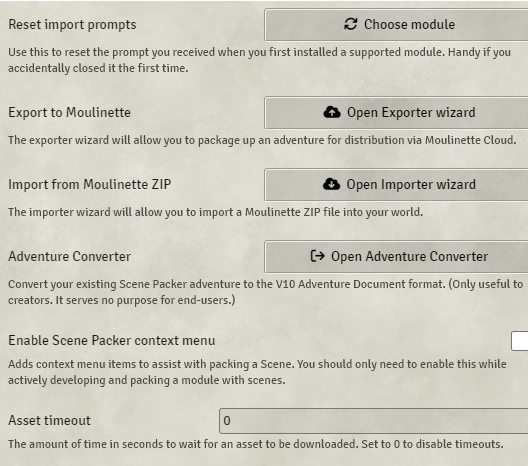 Reset import prompts
Choose module
Use this to reset the prompt you received when you first installed a supported module. Handy if you
accidentally closed it the first time.
Export to Moulinette
Open Exporter wizard
The exporter wizard will allow you to package up an adventure for distribution via Moulinette Cloud.
Import from Moulinette ZIP
Open Importer wizard
The importer wizard will allow you to import a Moulinette ZIP file into your world.
Adventure Converter
Open Adventure Converter
Convert your existing Scene Packer adventure to the V10 Adventure Document format. (Only useful to
creators. It serves no purpose for end-users.)
Enable Scene Packer context menu
Adds context menu items to assist with packing a Scene. You should only need to enable this while
actively developing and packing a module with scenes.
Asset timeout
0
The amount of time in seconds to wait for an asset to be downloaded. Set to 0 to disable timeouts.